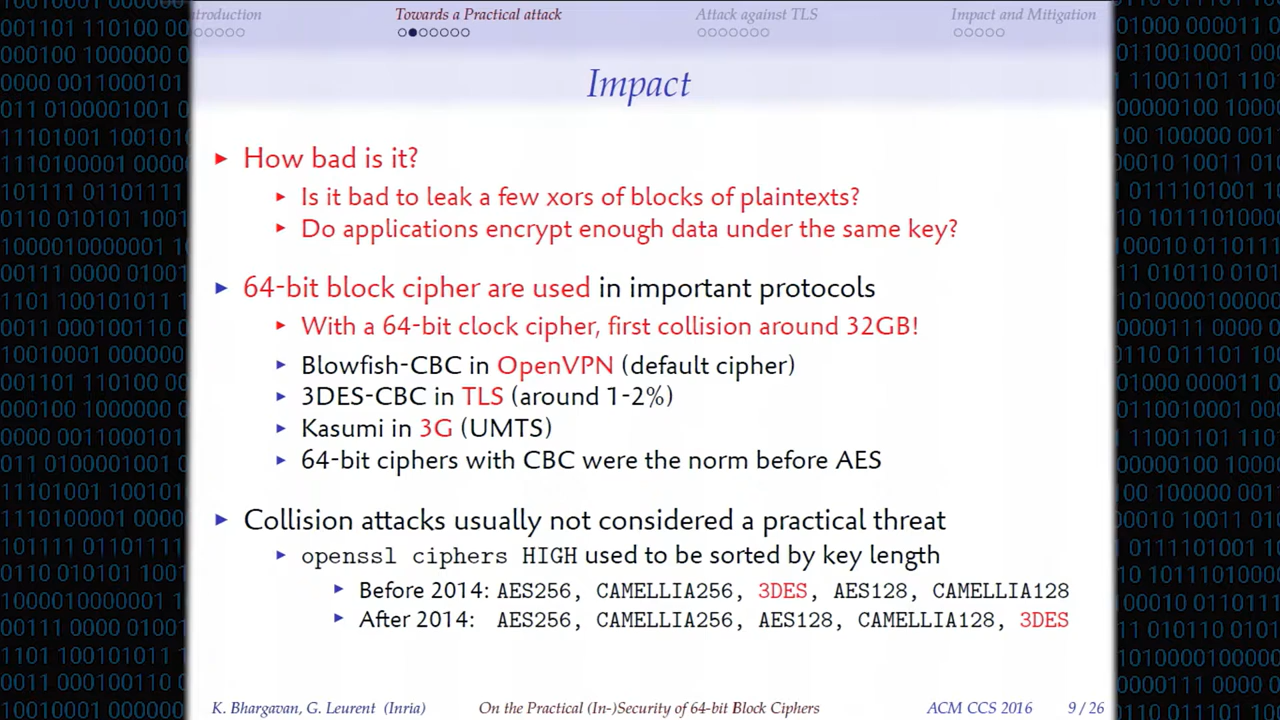 troduction Towards a Practical attack Attack against TLS Impact and Mitigation
Impact
How bad is it?
Is it bad to leak a few xors of blocks of plaintexts?
Do applications encrypt enough data under the same key?
64-bit block cipher are used in important protocols
With a 64-bit clock cipher, first collision around 32GB!
Blowfish-CBC in OpenVPN (default cipher)
3DES-CBC in TLS (around 1-2%)
Kasumi in 3G (UMTS)
64-bit ciphers with CBC were the norm before AES
Collision attacks usually not considered a practical threat
openssl ciphers HIGH used to be sorted by key length
Before 2014: AES256, CAMELLIA256, 3DES, AES128, CAMELLIA128
After 2014: AES256, CAMELLIA256, AES128, CAMELLIA128, 3DES
K. Bhargavan, G. Leurent (Inria) On the Practical (In-)Security of 64-bit Block Ciphers ACM CCS 2016 9 / 26